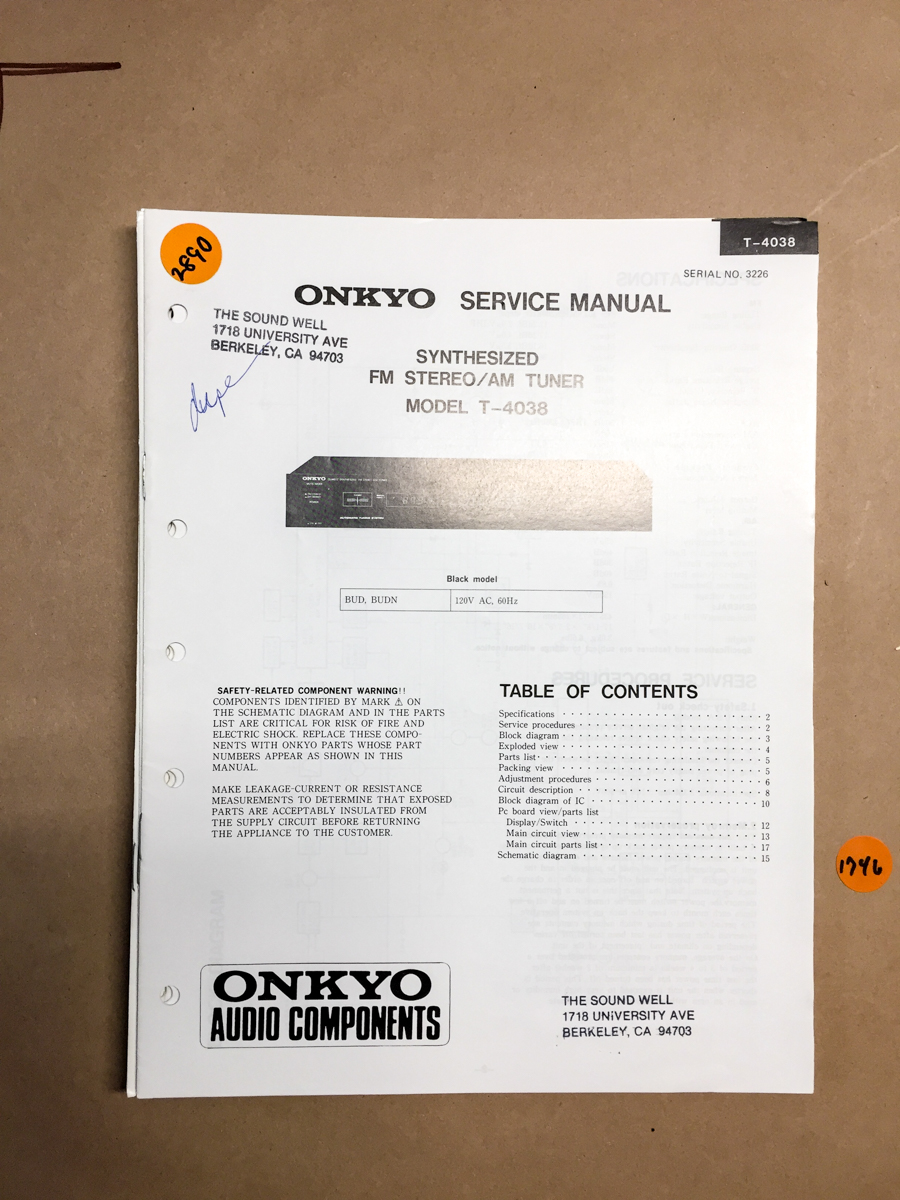 2890
T-4038
SERIAL NO. 3226
ONKYO SERVICE MANUAL
THE SOUND WELL
1718 UNIVERSITY AVE
BERKELEY, CA 94703
dupe
SYNTHESIZED
FM STEREO/AM TUNER
MODEL T-4038
ONKYO
Black model
BUD, BUDN 120V AC, 60Hz
SAFETY-RELATED COMPONENT WARNING!!
COMPONENTS IDENTIFIED BY MARK ⚠ ON
THE SCHEMATIC DIAGRAM AND IN THE PARTS
LIST ARE CRITICAL FOR RISK OF FIRE AND
ELECTRIC SHOCK. REPLACE THESE COMPO-
NENTS WITH ONKYO PARTS WHOSE PART
NUMBERS APPEAR AS SHOWN IN THIS
MANUAL.
MAKE LEAKAGE-CURRENT OR RESISTANCE
MEASUREMENTS TO DETERMINE THAT EXPOSED
PARTS ARE ACCEPTABLY INSULATED FROM
THE SUPPLY CIRCUIT BEFORE RETURNING
THE APPLIANCE TO THE CUSTOMER.
TABLE OF CONTENTS
Specifications 2
Service procedures 2
Block diagram 3
Exploded view 4
Parts list 5
Packing view 5
Adjustment procedures 6
Circuit description 8
Block diagram of IC 10
Pc board view/parts list
Display/Switch 12
Main circuit view 13
Main circuit parts list 17
Schematic diagram 15
1746
ONKYO
AUDIO COMPONENTS
THE SOUND WELL
1718 UNIVERSITY AVE
BERKELEY, CA 94703